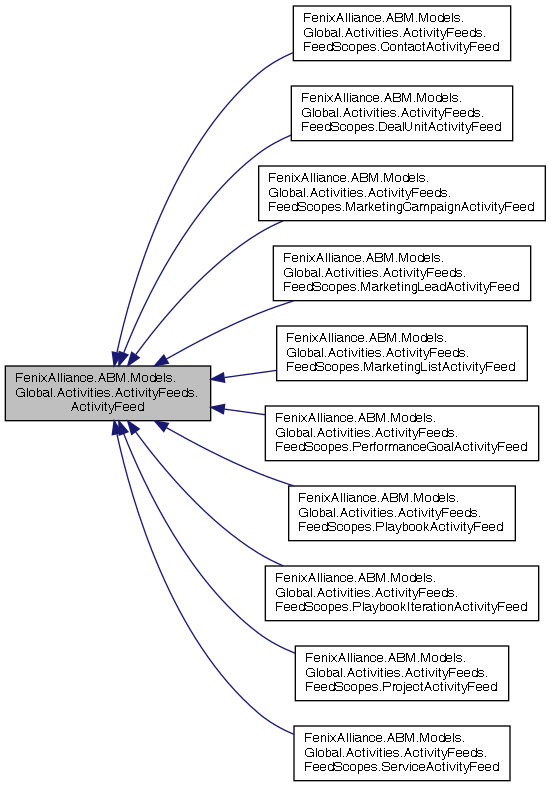 FenixAlliance.ABM.Models.
Global.Activities.ActivityFeeds.
FeedScopes.ContactActivityFeed
FenixAlliance.ABM.Models.
Global.Activities.ActivityFeeds.
FeedScopes.DealUnitActivityFeed
FenixAlliance.ABM.Models.
Global.Activities.ActivityFeeds.
FeedScopes.MarketingCampaignActivityFeed
FenixAlliance.ABM.Models.
Global.Activities.ActivityFeeds.
FeedScopes.MarketingLeadActivityFeed
FenixAlliance.ABM.Models.
Global.Activities.ActivityFeeds.
FeedScopes.MarketingListActivityFeed
FenixAlliance.ABM.Models.
Global.Activities.ActivityFeeds.
ActivityFeed
FenixAlliance.ABM.Models.
Global.Activities.ActivityFeeds.
FeedScopes.PerformanceGoalActivityFeed
FenixAlliance.ABM.Models.
Global.Activities.ActivityFeeds.
FeedScopes.PlaybookActivityFeed
FenixAlliance.ABM.Models.
Global.Activities.ActivityFeeds.
FeedScopes.PlaybookIterationActivityFeed
FenixAlliance.ABM.Models.
Global.Activities.ActivityFeeds.
FeedScopes.ProjectActivityFeed
FenixAlliance.ABM.Models.
Global.Activities.ActivityFeeds.
FeedScopes.ServiceActivityFeed